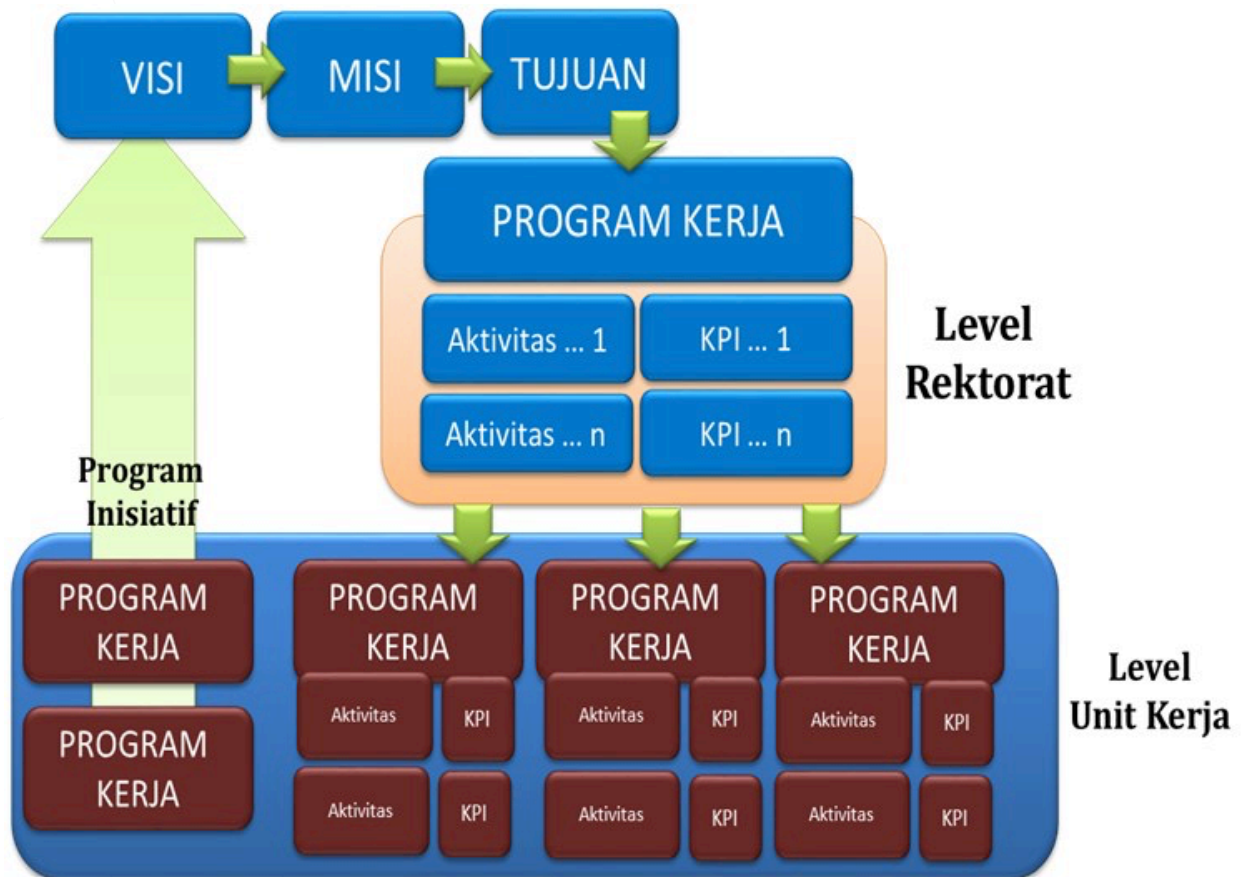 VISI
MISI
TUJUAN
PROGRAM KERJA
Aktivitas ... 1
KPI ... 1
Aktivitas ... n
KPI ... n
Level
Rektorat
Program
Inisiatif
PROGRAM
KERJA
PROGRAM
KERJA
PROGRAM
KERJA
Aktivitas
KPI
Aktivitas
KPI
PROGRAM
KERJA
Aktivitas
KPI
Aktivitas
KPI
PROGRAM
KERJA
Aktivitas
KPI
Aktivitas
KPI
Level
Unit Kerja